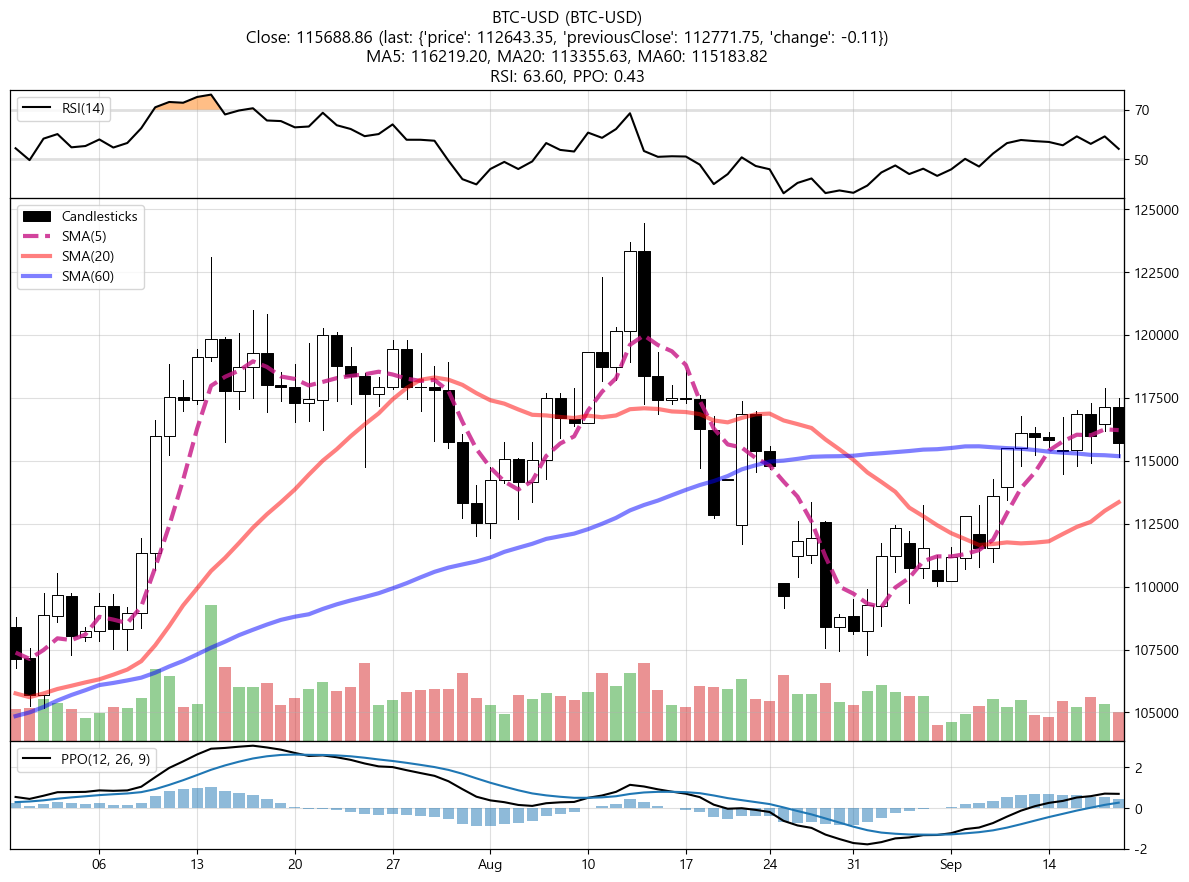 BTC-USD (BTC-USD)
Close: 115688.86 (last: {'price': 112643.35, 'previousClose': 112771.75, 'change': -0.11})
MA5: 116219.20, MA20: 113355.63, MA60: 115183.82
RSI: 63.60, PPO: 0.43
RSI(14)
70
50
Candlesticks
SMA(5)
SMA(20)
SMA(60)
125000
122500
120000
117500
115000
112500
110000
107500
105000
PPO(12, 26, 9)
2
0
-2
06 13 20 27 Aug 10 17 24 31 Sep 14